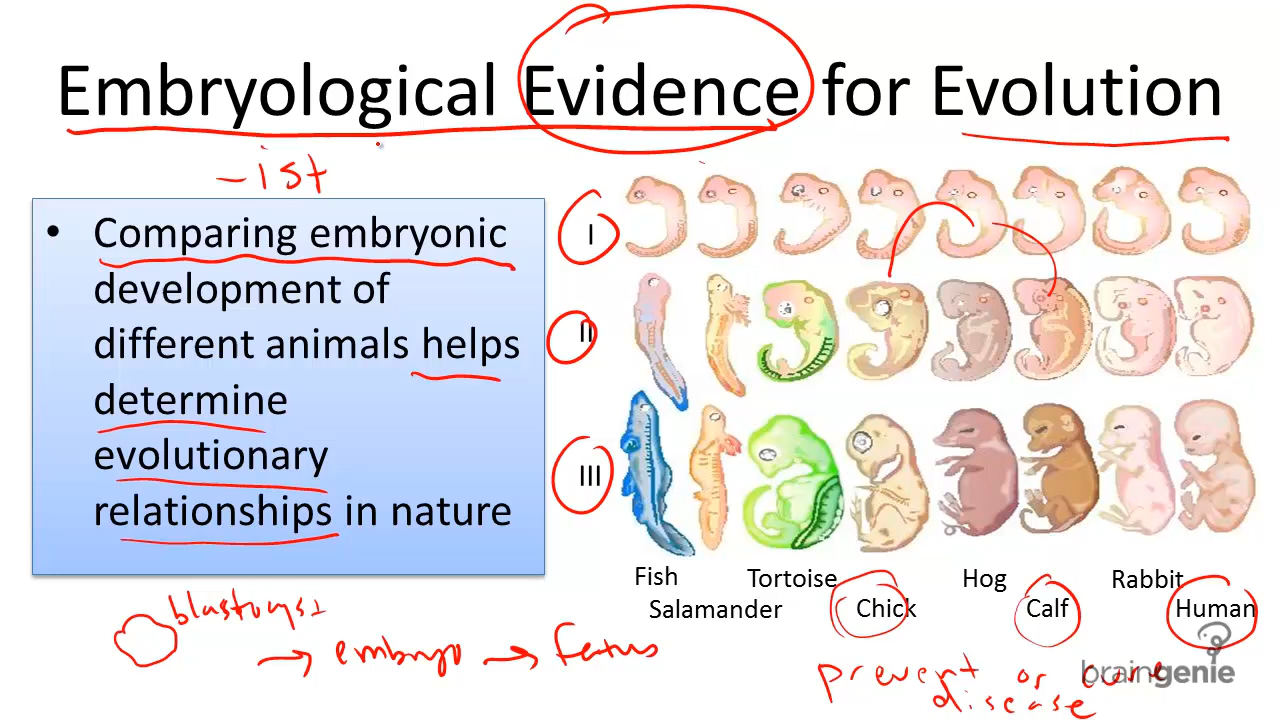 Embryological Evidence for Evolution
-ist
• Comparing embryonic
development of
different animals helps
determine
evolutionary
relationships in nature
I
II
III
Fish
Tortoise
Hog
Rabbit
Salamander
Chick
Calf
Human
blastocyst
→ embryo → fetus
prevent or cure
disease
braingenie